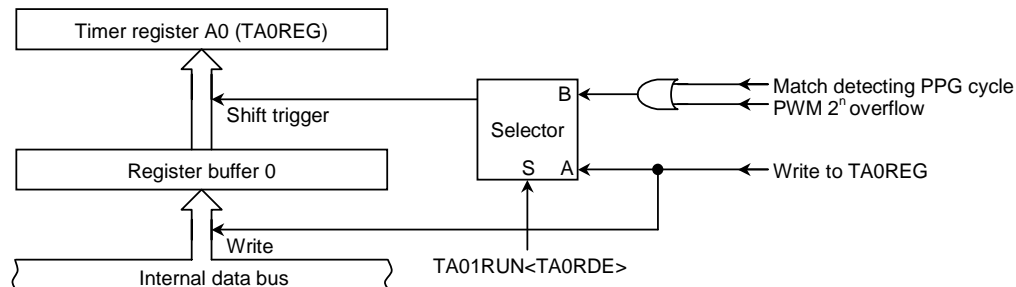 Timer register A0 (TA0REG)
Shift trigger
B
Match detecting PPG cycle
PWM 2ⁿ overflow
Selector
Register buffer 0
S A
Write to TA0REG
Write
TA01RUN<TA0RDE>
Internal data bus